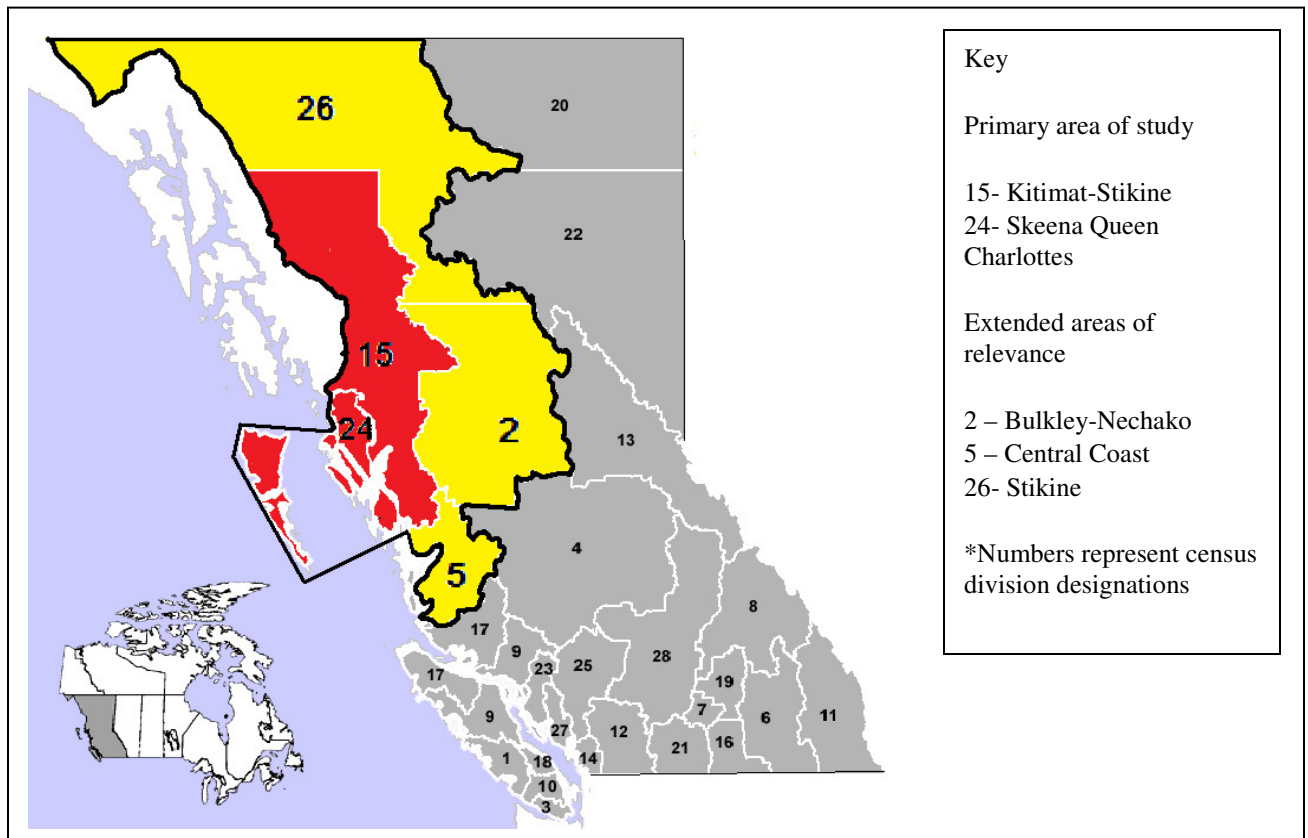 26
20
22
15
24
2
13
5
4
17
8
9
23
25
28
17
19
7
6
11
9
27
12
21
16
1
18
14
10
3
Key
Primary area of study
15- Kitimat-Stikine
24- Skeena Queen
Charlottes
Extended areas of
relevance
2 – Bulkley-Nechako
5 – Central Coast
26- Stikine
*Numbers represent census
division designations